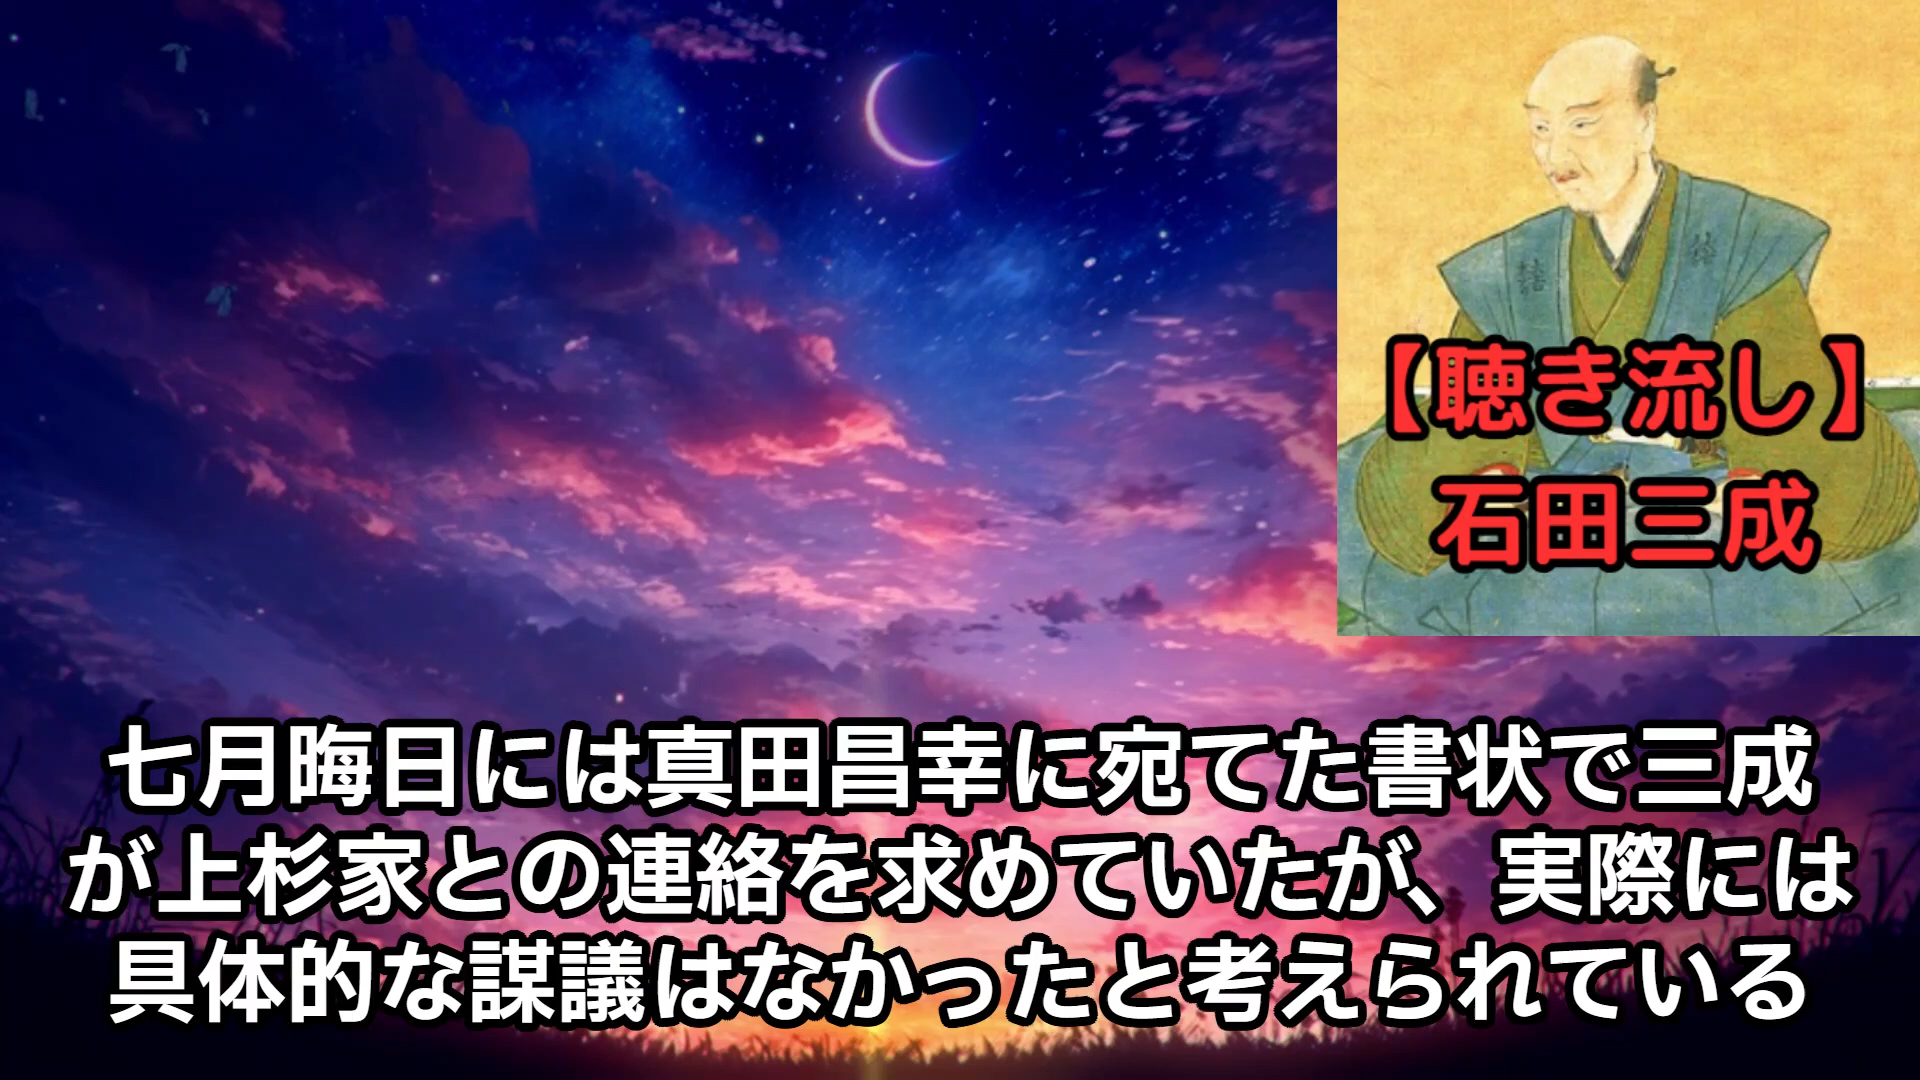 【聴き流し】
石田三成
七月晦日には真田昌幸に宛てた書状で三成
が上杉家との連絡を求めていたが、実際には
具体的な謀議はなかったと考えられている